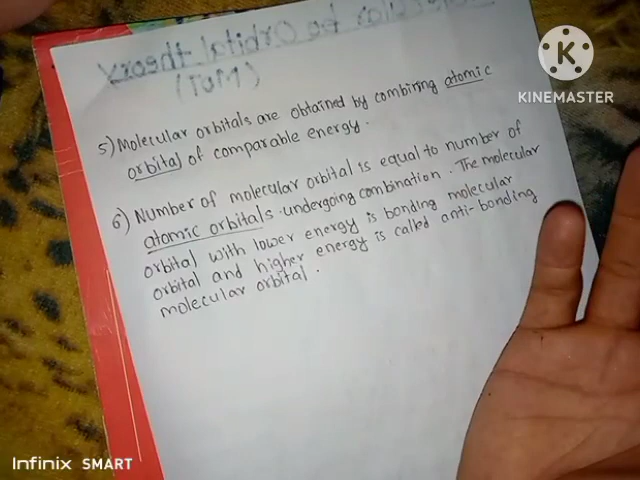 5) Molecular orbitals are obtained by combining atomic
orbital of comparable energy.
6) Number of molecular orbital is equal to number of
atomic orbitals undergoing combination. The molecular
orbital with lower energy is bonding molecular
orbital and higher energy is called anti-bonding
molecular orbital.
KINEMASTER
Infinix SMART